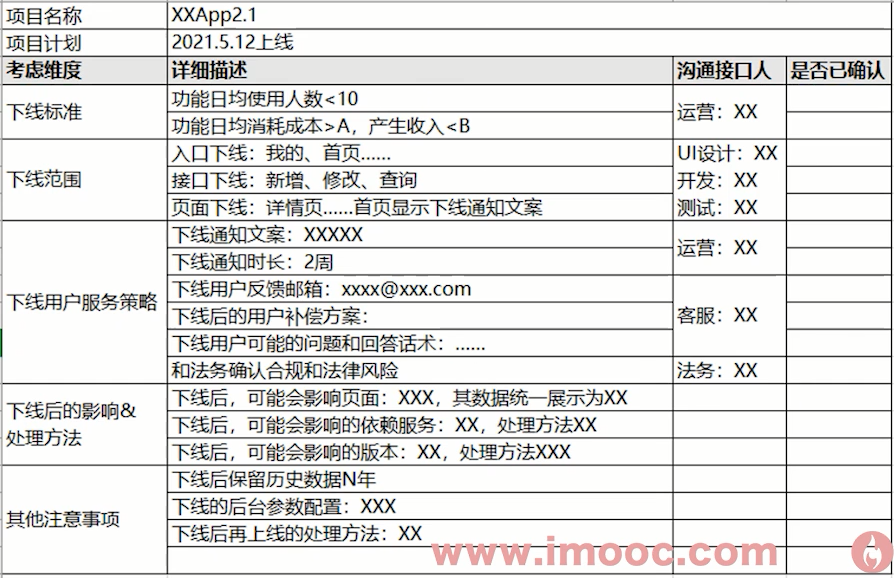 项目名称 XXApp2.1
项目计划 2021.5.12上线
考虑维度 详细描述 沟通接口人 是否已确认
下线标准 功能日均使用人数<10 运营：XX
功能日均消耗成本>A，产生收入<B
下线范围 入口下线：我的、首页…… UI设计：XX
接口下线：新增、修改、查询 开发：XX
页面下线：详情页……首页显示下线通知文案 测试：XX
下线用户服务策略 下线通知文案：XXXXX 运营：XX
下线通知时长：2周
下线用户反馈邮箱：xxxx@xxx.com 客服：XX
下线后的用户补偿方案：
下线用户可能的问题和回答话术：……
和法务确认合规和法律风险 法务：XX
下线后的影响& 下线后，可能会影响页面：XXX，其数据统一展示为XX
处理方法 下线后，可能会影响的依赖服务：XX，处理方法XX
下线后，可能会影响的版本：XX，处理方法XXX
其他注意事项 下线后保留历史数据N年
下线的后台参数配置：XXX
下线后再上线的处理方法：XX
www.imooc.com